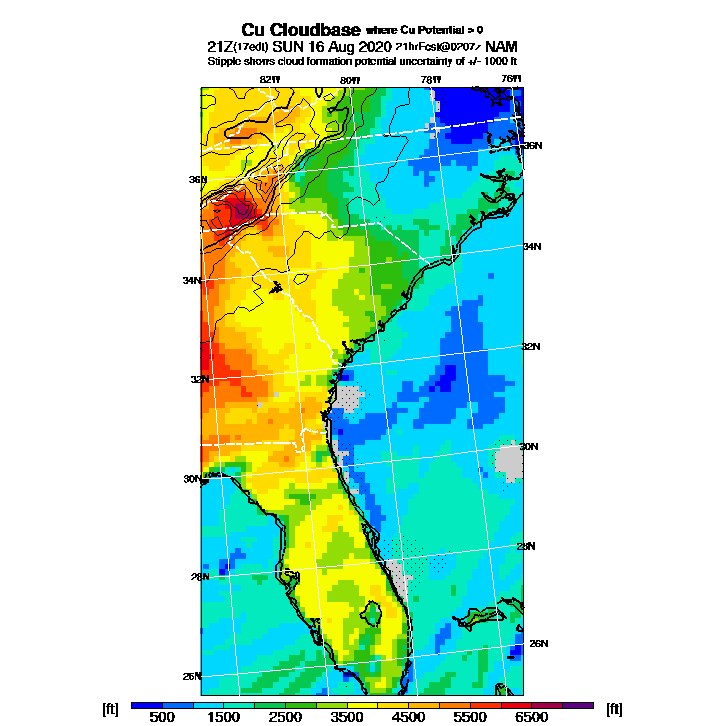 Cu Cloudbase where Cu Potential > 0
21Z(17edt) SUN 16 Aug 2020 21hrFcst@0207z NAM
Stipple shows cloud formation potential uncertainty of +/- 1000 ft
82W 80W 78W 76W
36N
36N
34N
34N
32N
32N
30N
30N
28N
28N
26N
26N
[ft] 500 1500 2500 3500 4500 5500 6500 [ft]